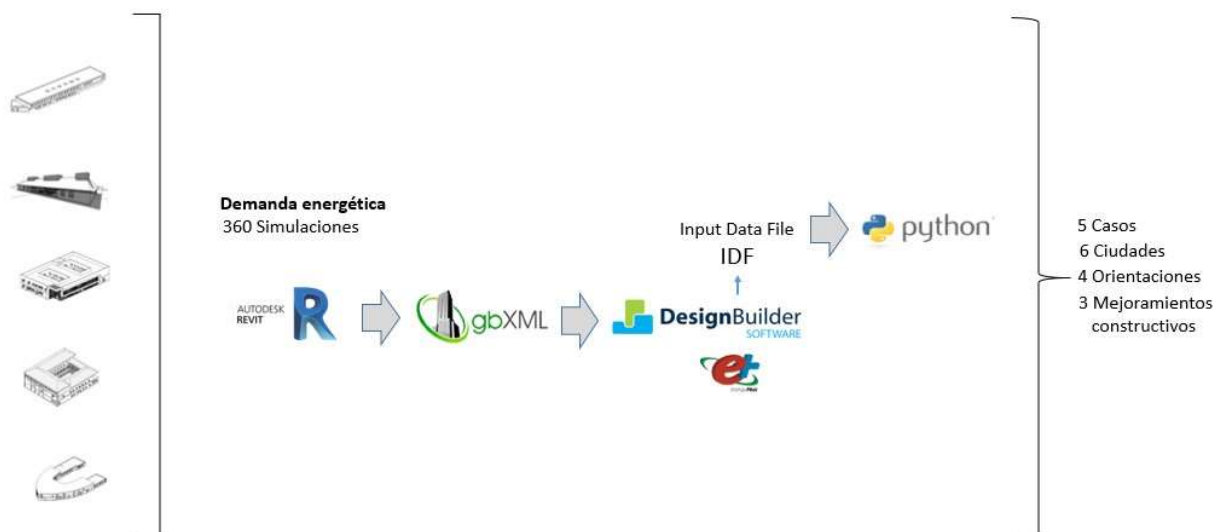 Demanda energética
360 Simulaciones
AUTODESK
REVIT
R
gbXML
Input Data File
IDF
DesignBuilder
SOFTWARE
e+
EnergyPlus
python
5 Casos
6 Ciudades
4 Orientaciones
3 Mejoramientos
constructivos